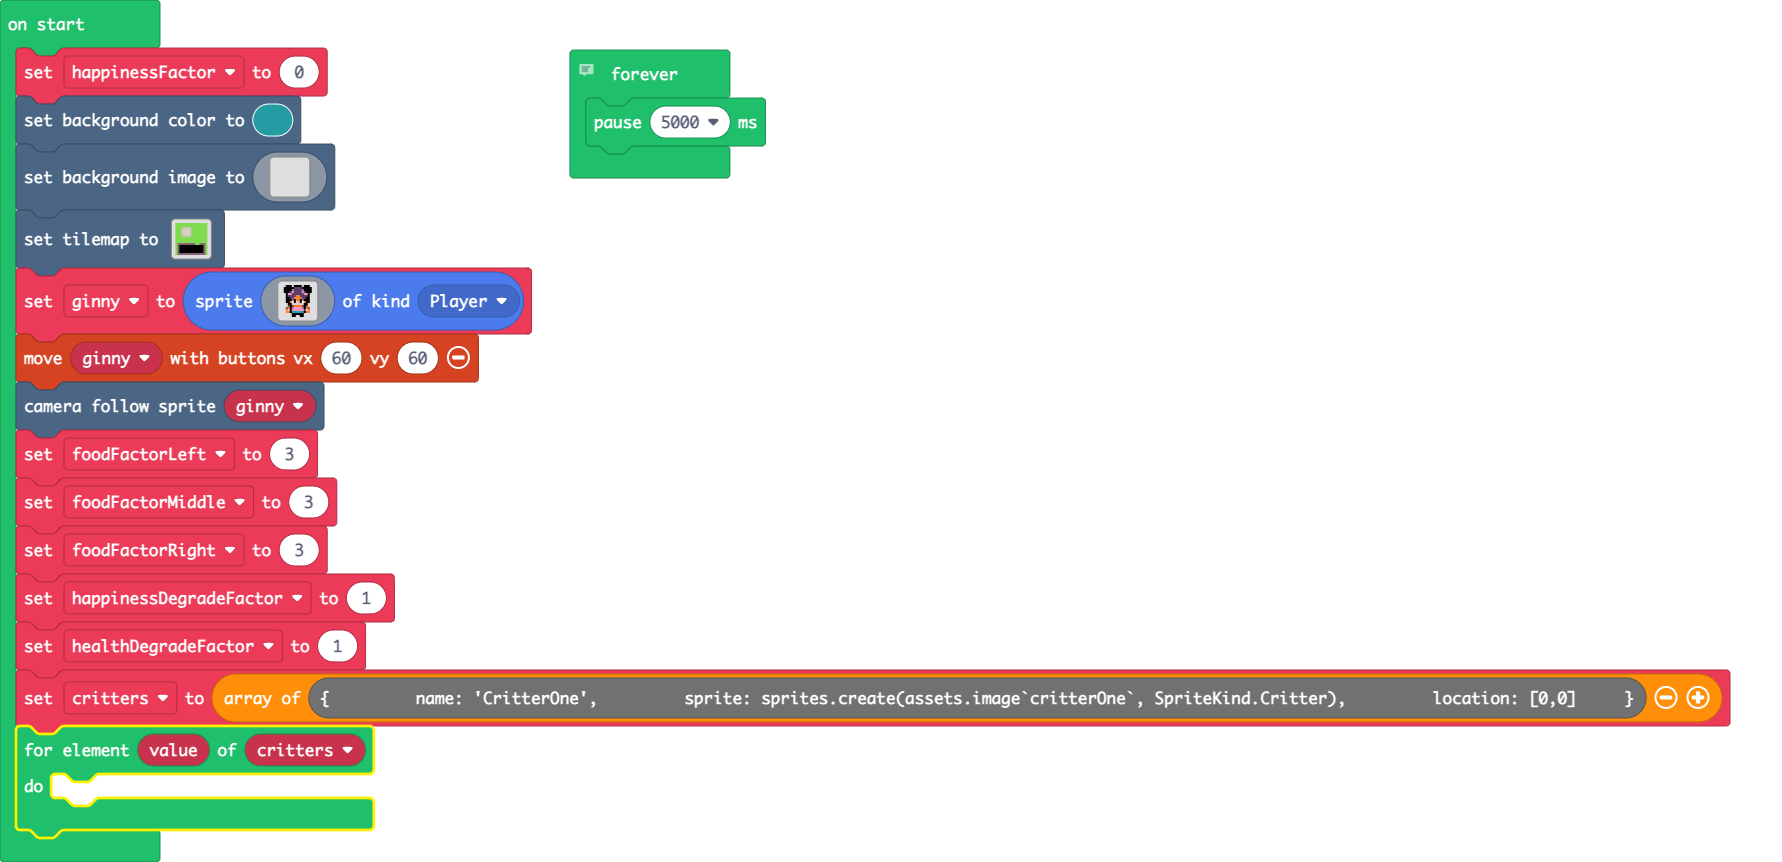 on start
set happinessFactor to 0
set background color to
set background image to
set tilemap to
set ginny to sprite of kind Player
move ginny with buttons vx 60 vy 60
camera follow sprite ginny
set foodFactorLeft to 3
set foodFactorMiddle to 3
set foodFactorRight to 3
set happinessDegradeFactor to 1
set healthDegradeFactor to 1
set critters to array of { name: 'CritterOne', sprite: sprites.create(assets.image`critterOne`, SpriteKind.Critter), location: [0,0] }
for element value of critters
do
forever
pause 5000 ms